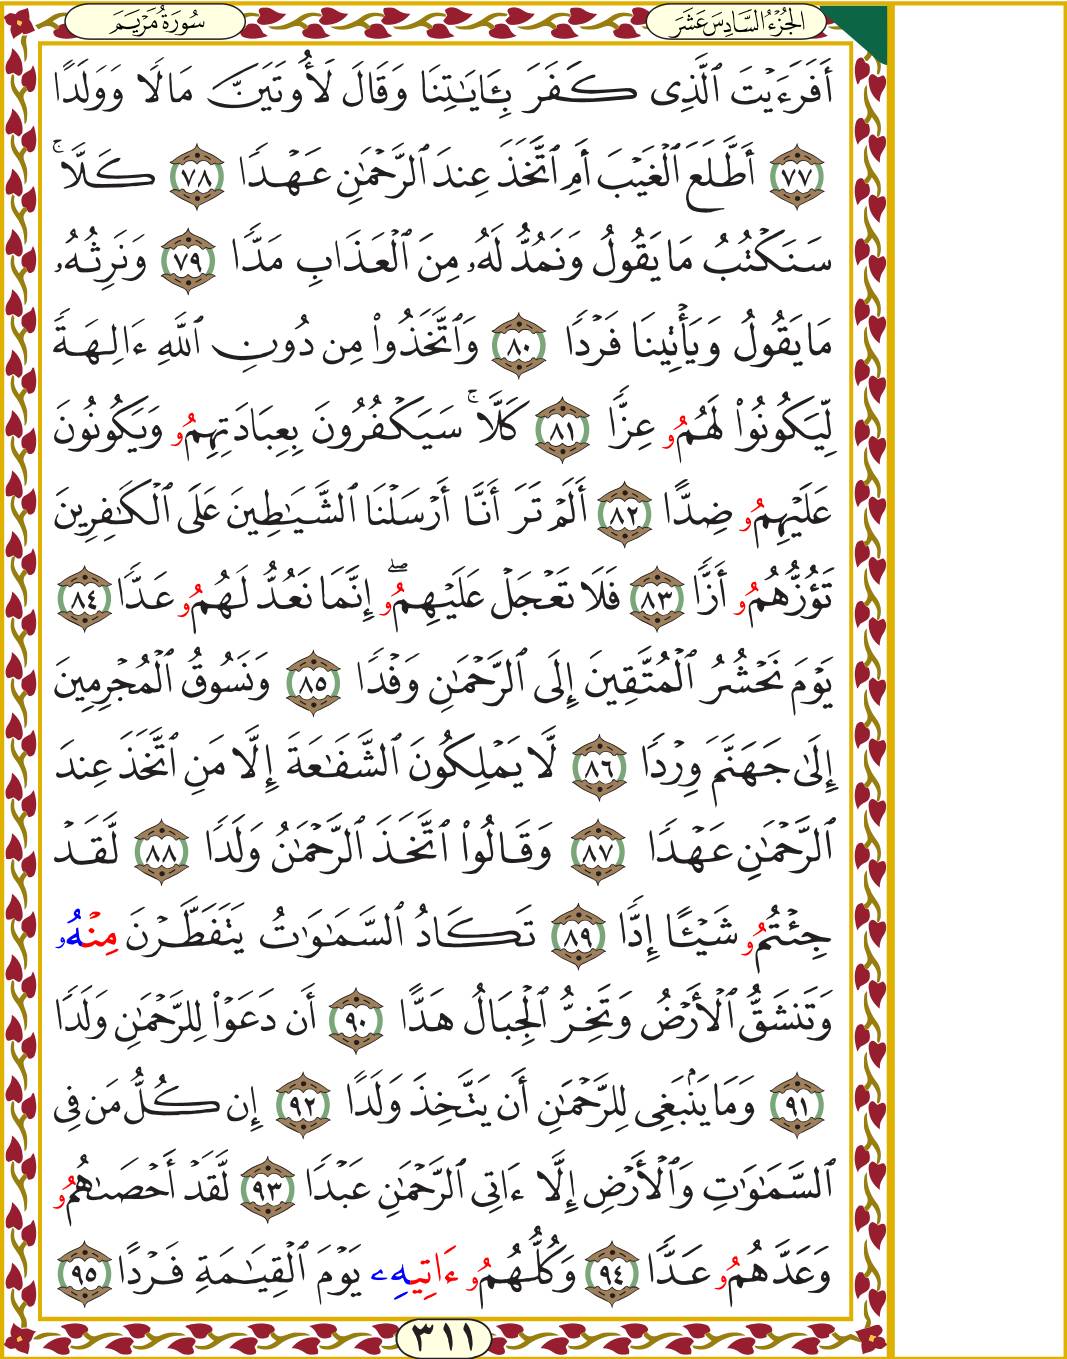 سُورَةُ مَرْيَمَ
الجُزْءُ السَّادِسَ عَشَرَ
أَفَرَءَيْتَ ٱلَّذِى كَفَرَ بِـَٔايَـٰتِنَا وَقَالَ لَأُوتَيَنَّ مَالًا وَوَلَدًا
٧٧ أَطَّلَعَ ٱلْغَيْبَ أَمِ ٱتَّخَذَ عِندَ ٱلرَّحْمَـٰنِ عَهْدًا ٧٨ كَلَّا ۚ
سَنَكْتُبُ مَا يَقُولُ وَنَمُدُّ لَهُۥ مِنَ ٱلْعَذَابِ مَدًّا ٧٩ وَنَرِثُهُۥ
مَا يَقُولُ وَيَأْتِينَا فَرْدًا ٨٠ وَٱتَّخَذُوا۟ مِن دُونِ ٱللَّهِ ءَالِهَةً
لِّيَكُونُوا۟ لَهُمُۥ عِزًّا ٨١ كَلَّا ۚ سَيَكْفُرُونَ بِعِبَادَتِهِمُۥ وَيَكُونُونَ
عَلَيْهِمُۥ ضِدًّا ٨٢ أَلَمْ تَرَ أَنَّا أَرْسَلْنَا ٱلشَّيَـٰطِينَ عَلَى ٱلْكَـٰفِرِينَ
تَؤُزُّهُمُۥ أَزًّا ٨٣ فَلَا تَعْجَلْ عَلَيْهِمُۥ ۖ إِنَّمَا نَعُدُّ لَهُمُۥ عَدًّا ٨٤
يَوْمَ نَحْشُرُ ٱلْمُتَّقِينَ إِلَى ٱلرَّحْمَـٰنِ وَفْدًا ٨٥ وَنَسُوقُ ٱلْمُجْرِمِينَ
إِلَىٰ جَهَنَّمَ وِرْدًا ٨٦ لَّا يَمْلِكُونَ ٱلشَّفَـٰعَةَ إِلَّا مَنِ ٱتَّخَذَ عِندَ
ٱلرَّحْمَـٰنِ عَهْدًا ٨٧ وَقَالُوا۟ ٱتَّخَذَ ٱلرَّحْمَـٰنُ وَلَدًا ٨٨ لَّقَدْ
جِئْتُمُۥ شَيْـًٔا إِدًّا ٨٩ تَكَادُ ٱلسَّمَـٰوَٰتُ يَتَفَطَّرْنَ مِنْهُۥ
وَتَنشَقُّ ٱلْأَرْضُ وَتَخِرُّ ٱلْجِبَالُ هَدًّا ٩٠ أَن دَعَوْا۟ لِلرَّحْمَـٰنِ وَلَدًا
٩١ وَمَا يَنۢبَغِى لِلرَّحْمَـٰنِ أَن يَتَّخِذَ وَلَدًا ٩٢ إِن كُلُّ مَن فِى
ٱلسَّمَـٰوَٰتِ وَٱلْأَرْضِ إِلَّا ءَاتِى ٱلرَّحْمَـٰنِ عَبْدًا ٩٣ لَّقَدْ أَحْصَىٰهُمُۥ
وَعَدَّهُمُۥ عَدًّا ٩٤ وَكُلُّهُمُۥ ءَاتِيهِۦ يَوْمَ ٱلْقِيَـٰمَةِ فَرْدًا ٩٥
٣١١